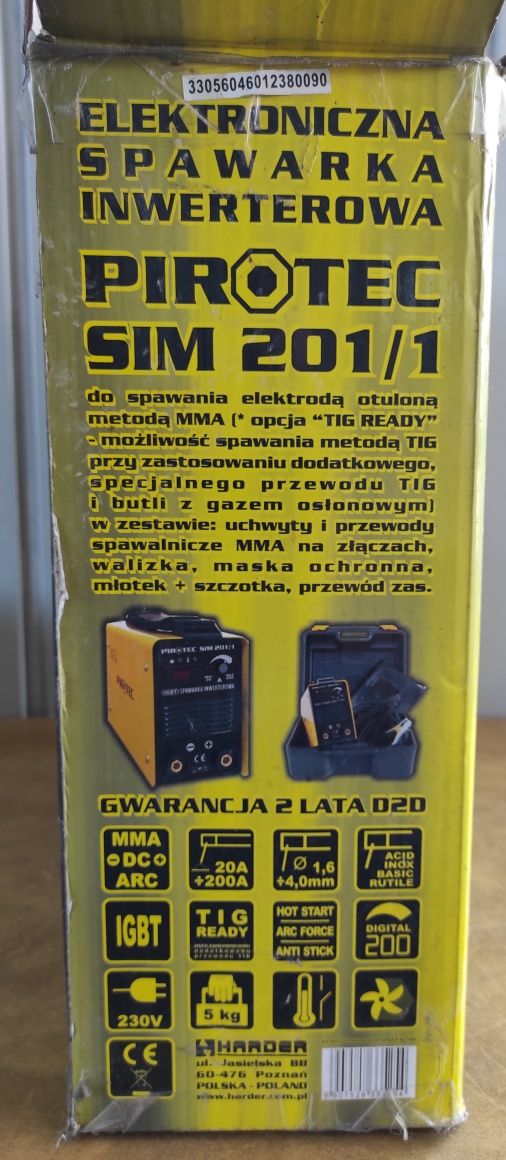 33056046012380090
ELEKTRONICZNA
SPAWARKA
INWERTEROWA
PIROTEC
SIM 201/1
do spawania elektrodą otuloną
metodą MMA (* opcja "TIG READY"
- możliwość spawania metodą TIG
przy zastosowaniu dodatkowego,
specjalnego przewodu TIG
i butli z gazem osłonowym)
w zestawie: uchwyty i przewody
spawalnicze MMA na złączach,
walizka, maska ochronna,
młotek + szczotka, przewód zas.
PIROTEC SIM 201/1
PIROTEC
SPAWARKA INWERTEROWA
CE
GWARANCJA 2 LATA D2D
MMA
- DC +
ARC
20A
+200A
Ø 1,6
+4,0mm
ACID
INOX
BASIC
RUTILE
IGBT
TIG
READY
dodatkowego
przewodu TIG
HOT START
ARC FORCE
ANTI STICK
DIGITAL
200
230V
5 kg
CE
HARDER
ul. Jasielska 8B
60-476 Poznań
POLSKA - POLAND
www.harder.com.pl